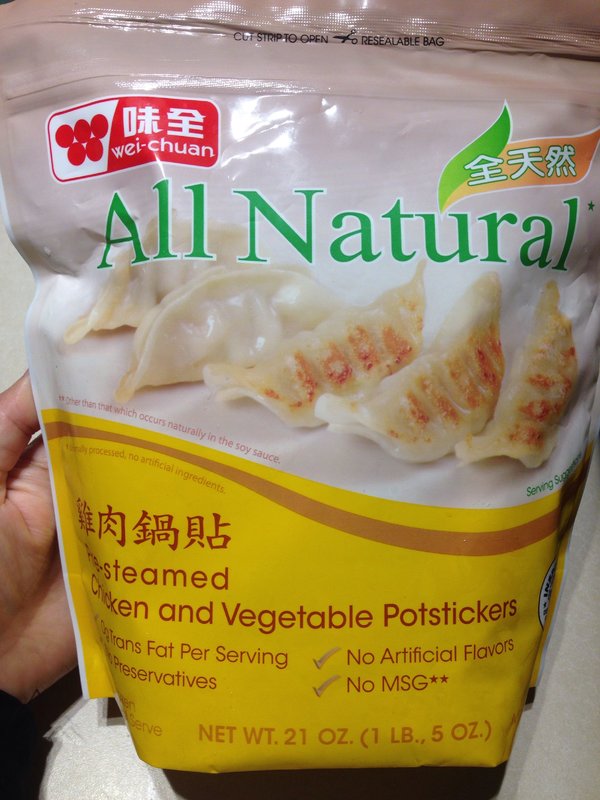 CUT STRIP TO OPEN RESEALABLE BAG
味全
wei-chuan
全天然
All Natural*
** Other than that which occurs naturally in the soy sauce.
processed, no artificial ingredients.
Serving
雞肉鍋貼
Pre-steamed
Chicken and Vegetable Potstickers
0g Trans Fat Per Serving
Preservatives
No Artificial Flavors
No MSG**
Serve
NET WT. 21 OZ. (1 LB., 5 OZ.)